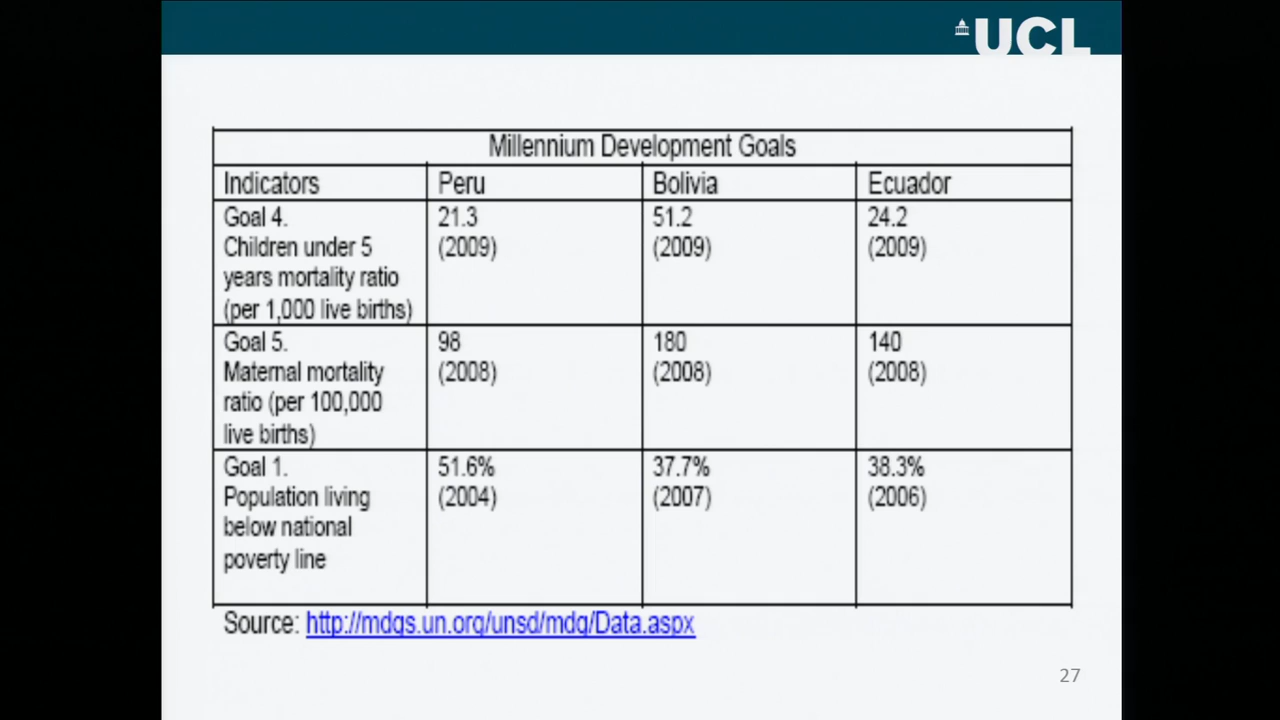 UCL
Millennium Development Goals
Indicators Peru Bolivia Ecuador
Goal 4. 21.3 51.2 24.2
Children under 5 (2009) (2009) (2009)
years mortality ratio
(per 1,000 live births)
Goal 5. 98 180 140
Maternal mortality (2008) (2008) (2008)
ratio (per 100,000
live births)
Goal 1. 51.6% 37.7% 38.3%
Population living (2004) (2007) (2006)
below national
poverty line
Source: http://mdgs.un.org/unsd/mdg/Data.aspx
27